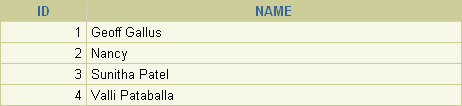 ID NAME
1 Geoff Gallus
2 Nancy
3 Sunitha Patel
4 Valli Pataballa